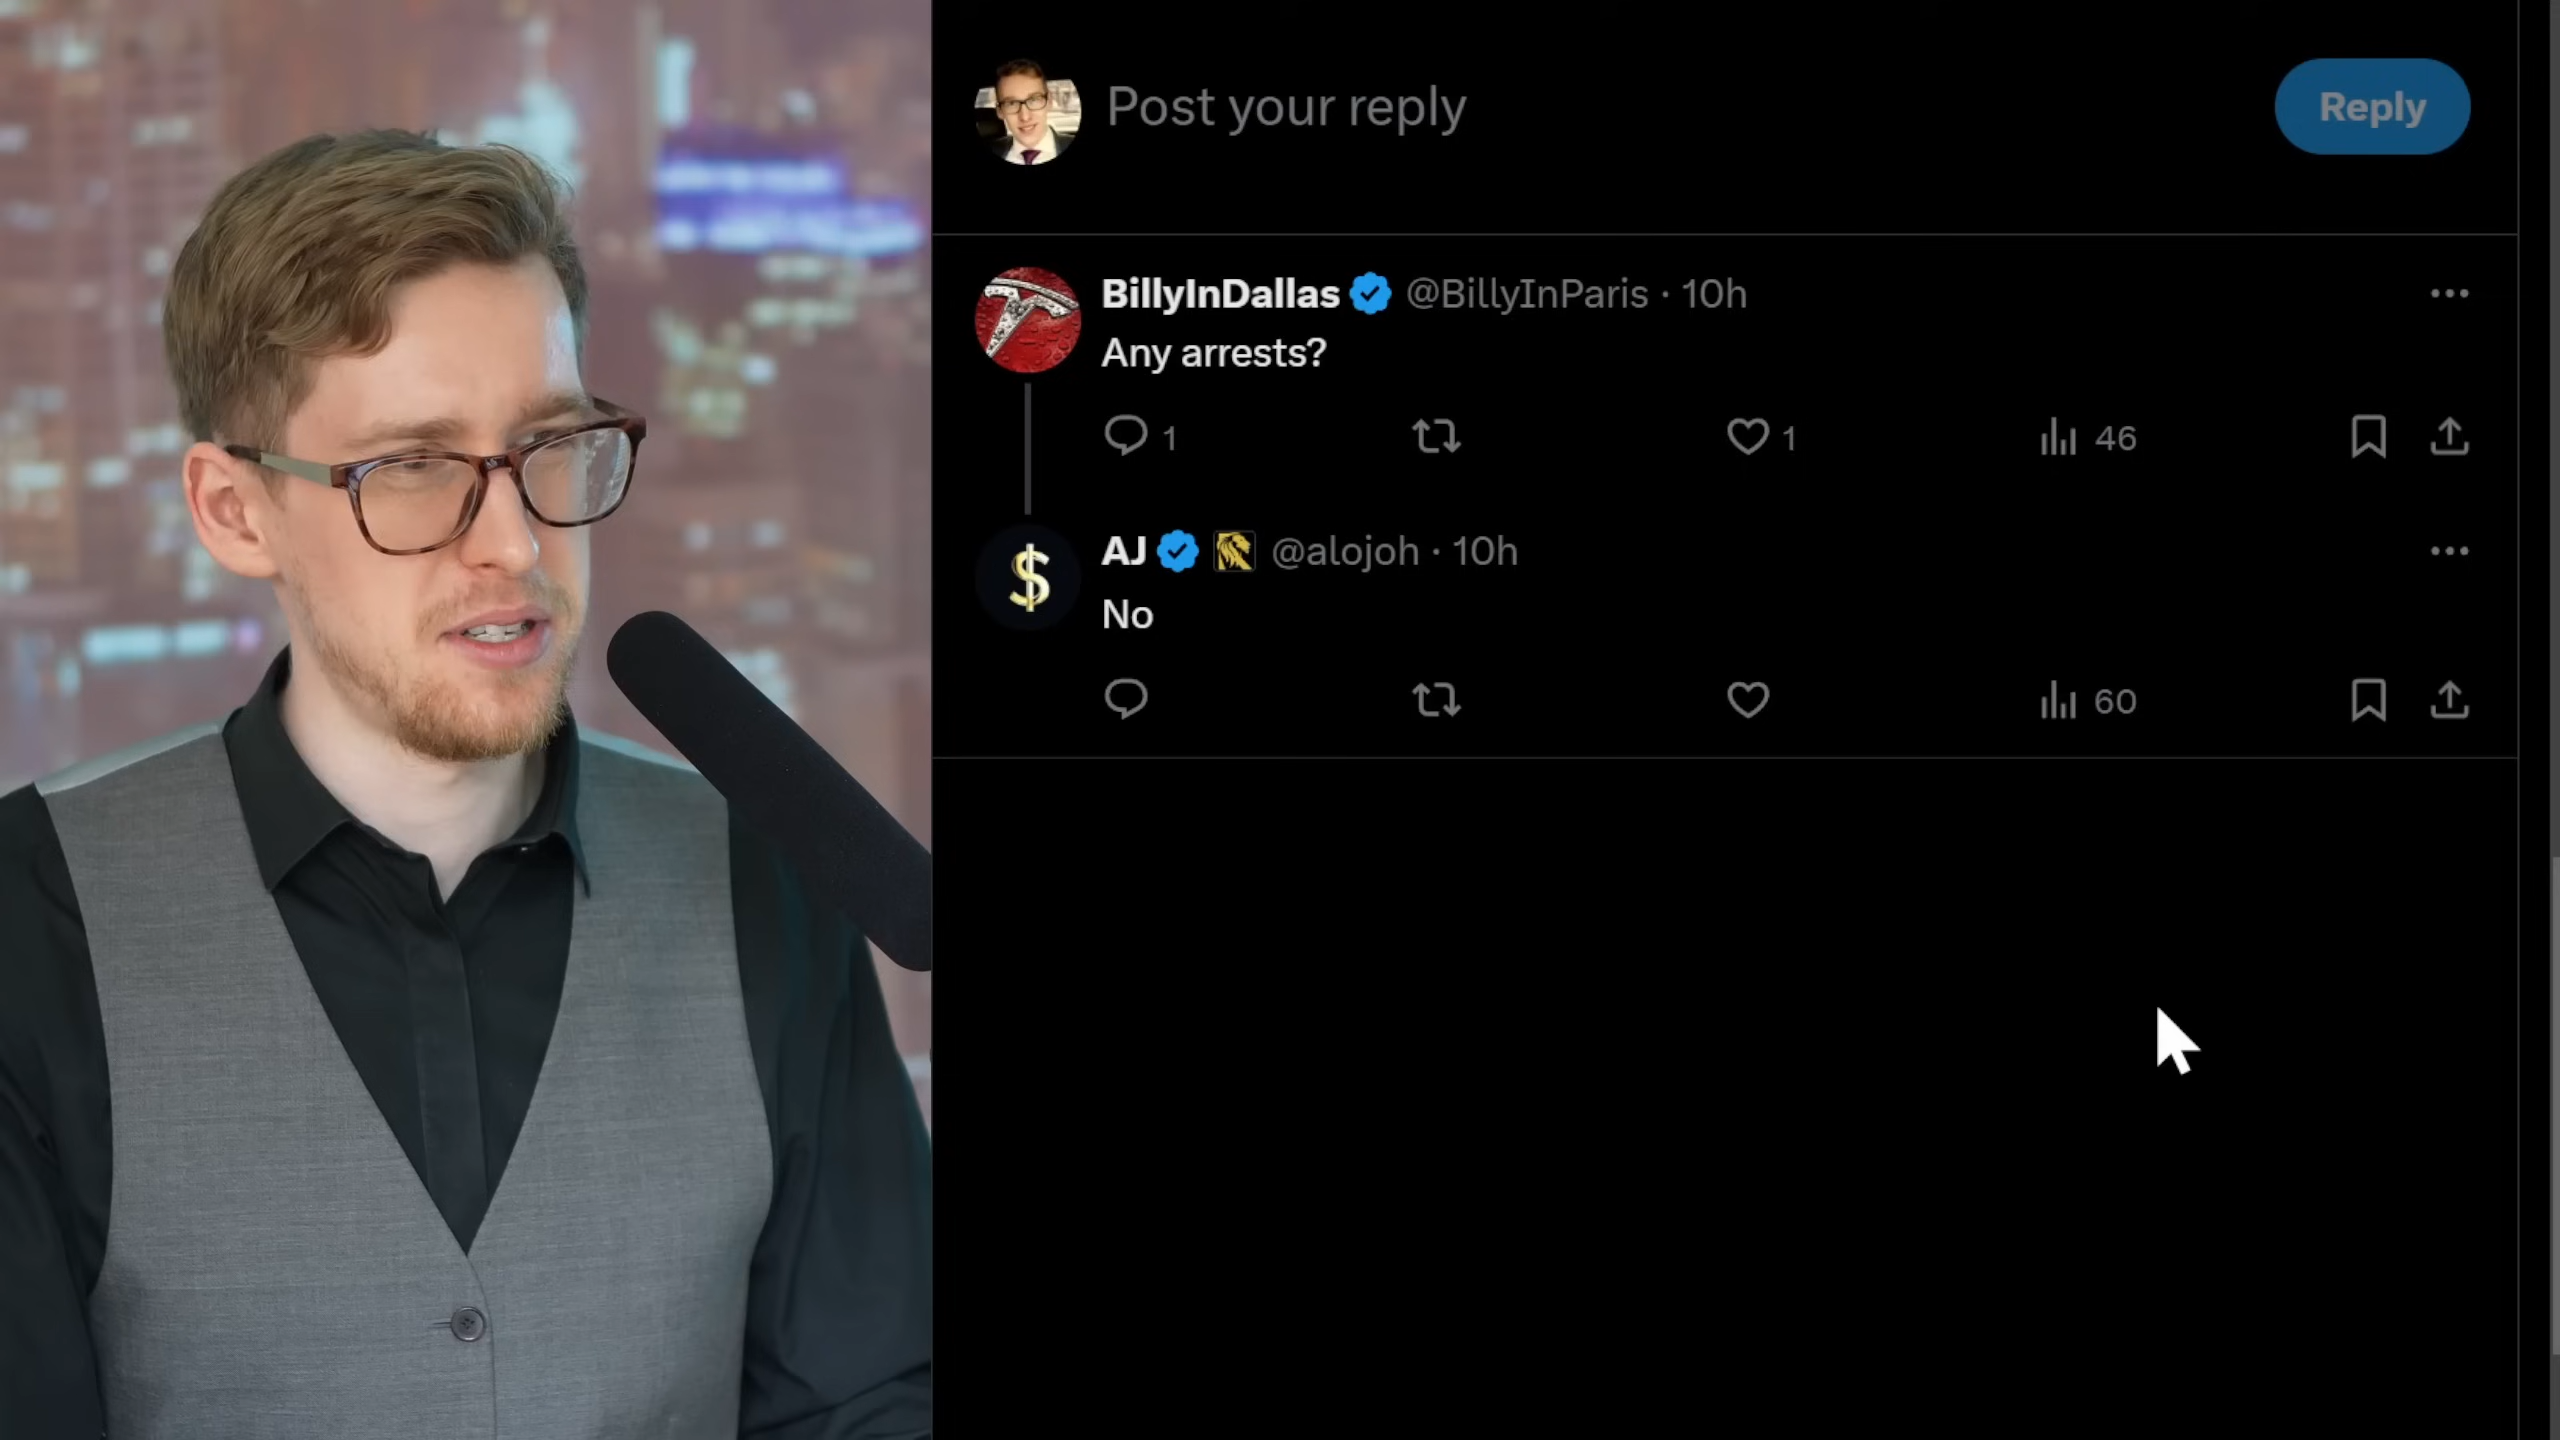 Post your reply
Reply
BillyInDallas @BillyInParis · 10h
Any arrests?
1 1 46
AJ @alojoh · 10h
No
60